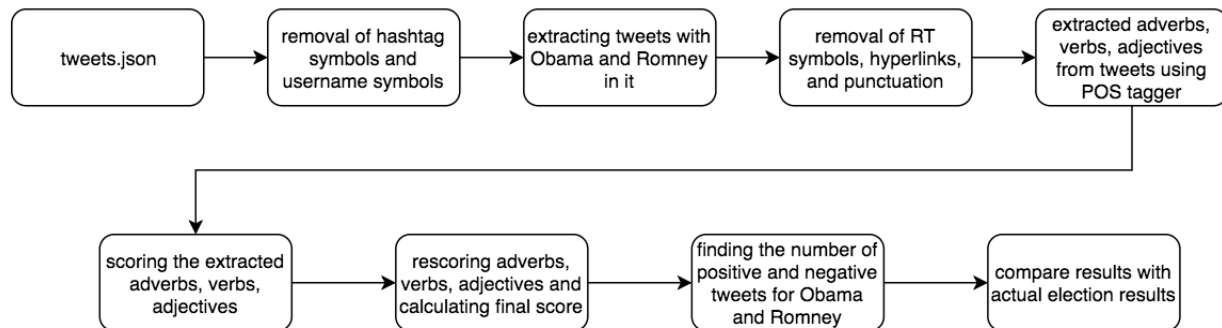 tweets.json
removal of hashtag
symbols and
username symbols
extracting tweets with
Obama and Romney
in it
removal of RT
symbols, hyperlinks,
and punctuation
extracted adverbs,
verbs, adjectives
from tweets using
POS tagger
scoring the extracted
adverbs, verbs,
adjectives
rescoring adverbs,
verbs, adjectives and
calculating final score
finding the number of
positive and negative
tweets for Obama
and Romney
compare results with
actual election results